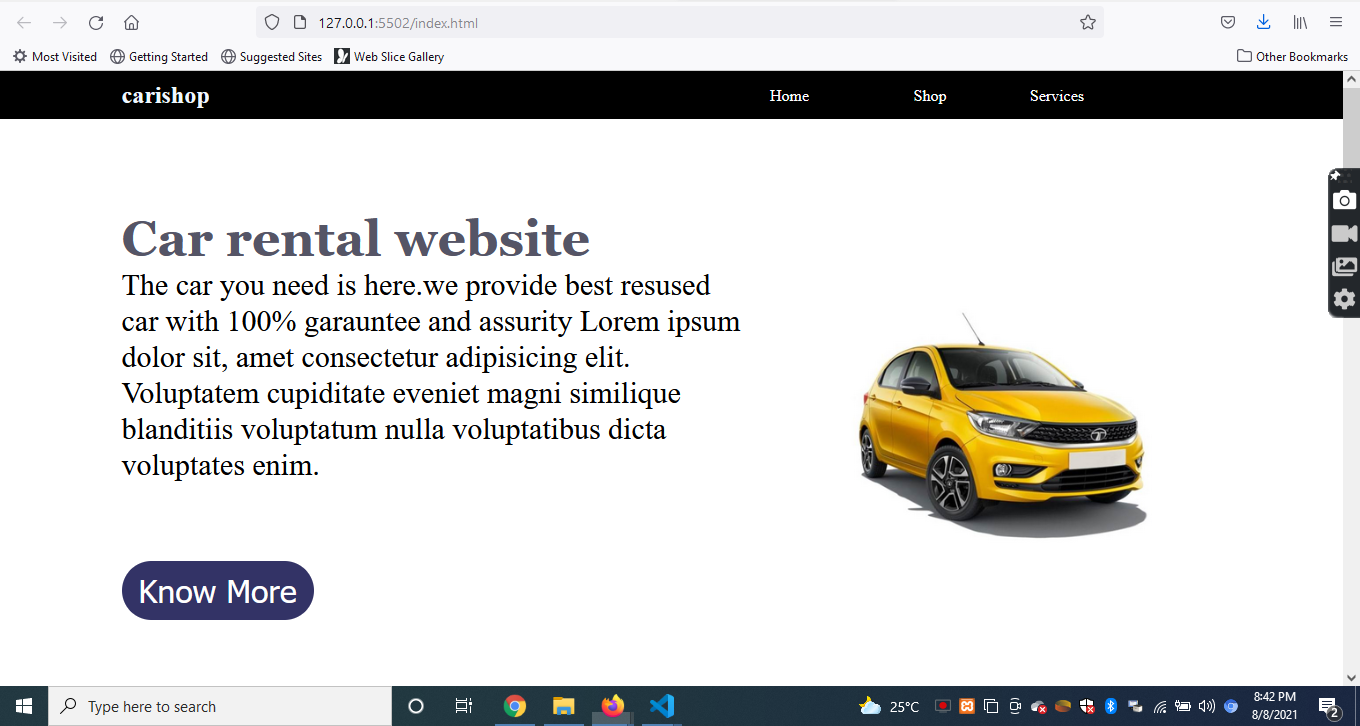 127.0.0.1:5502/index.html
Most Visited Getting Started Suggested Sites Web Slice Gallery Other Bookmarks
carishop Home Shop Services
Car rental website
The car you need is here.we provide best resused
car with 100% garauntee and assurity Lorem ipsum
dolor sit, amet consectetur adipisicing elit.
Voluptatem cupiditate eveniet magni similique
blanditiis voluptatum nulla voluptatibus dicta
voluptates enim.
Know More
Type here to search 25°C 8:42 PM
8/8/2021 2